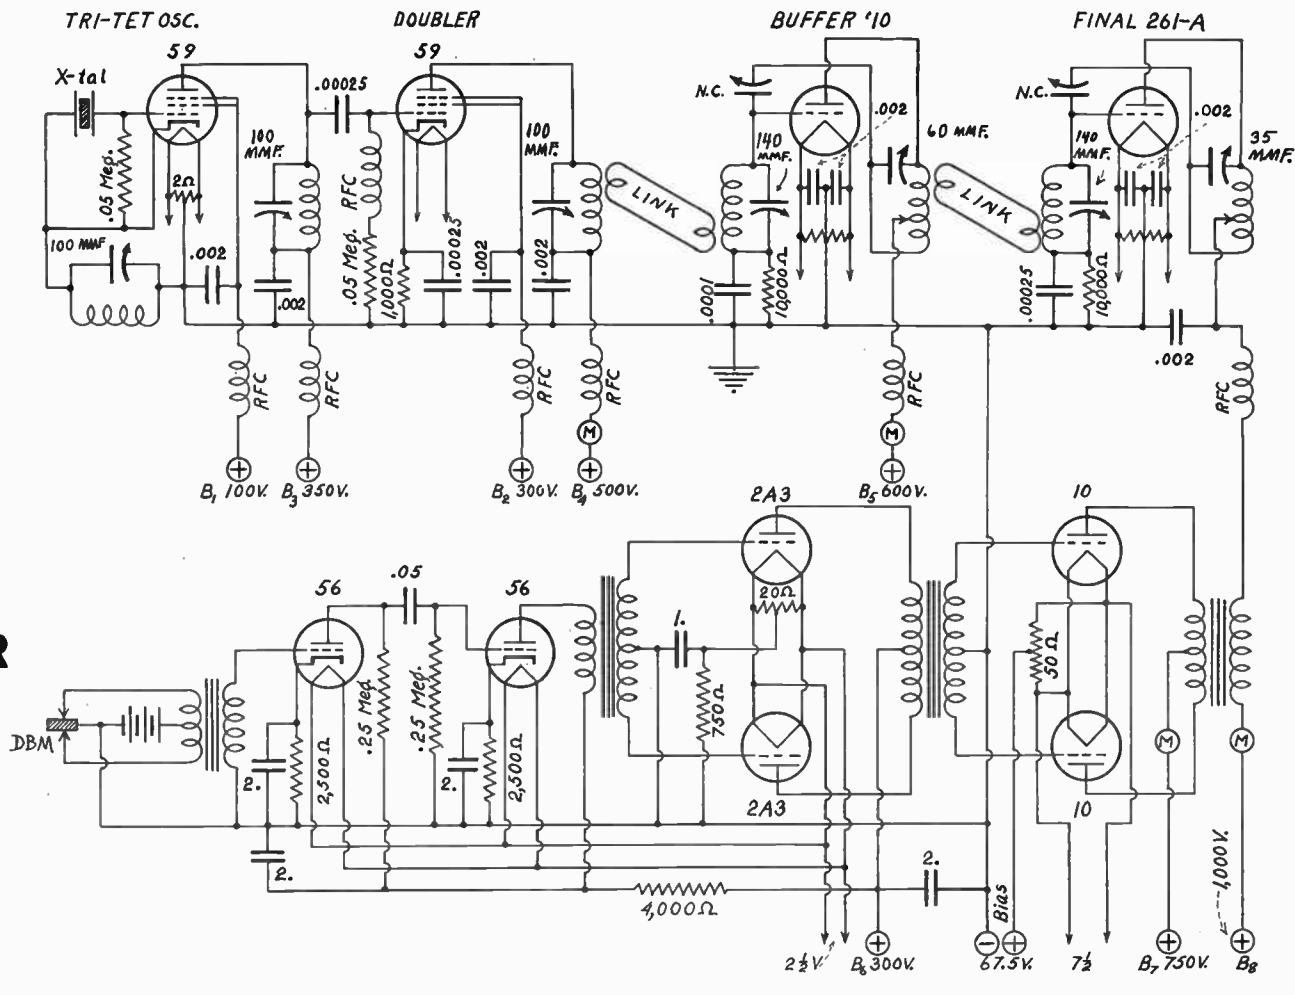 TRI-TET OSC.
DOUBLER
BUFFER '10
FINAL 261-A
59
59
X-tal
.00025
N.C.
.002
N.C.
.002
100 MMF.
100 MMF.
140 MMF.
60 MMF.
140 MMF.
35 MMF.
.05 Meg.
2Ω
RFC
LINK
LINK
100 MMF
.002
.002
.05 Meg.
1,000Ω
.00025
.002
.002
.0001
10,000Ω
.00025
10,000Ω
.002
RFC
RFC
RFC
RFC
RFC
RFC
M
M
B1 100V.
B3 350V.
B2 300V.
B4 500V.
B5 600V.
2A3
10
56
.05
56
20Ω
1.
50Ω
.25 Meg.
.25 Meg.
750Ω
DBM
2.
2,500Ω
2.
2,500Ω
M
M
2A3
10
2.
2.
4,000Ω
1,000V.
Bias
2½V.
B6 300V.
67.5V.
7½
B7 750V.
B8
R